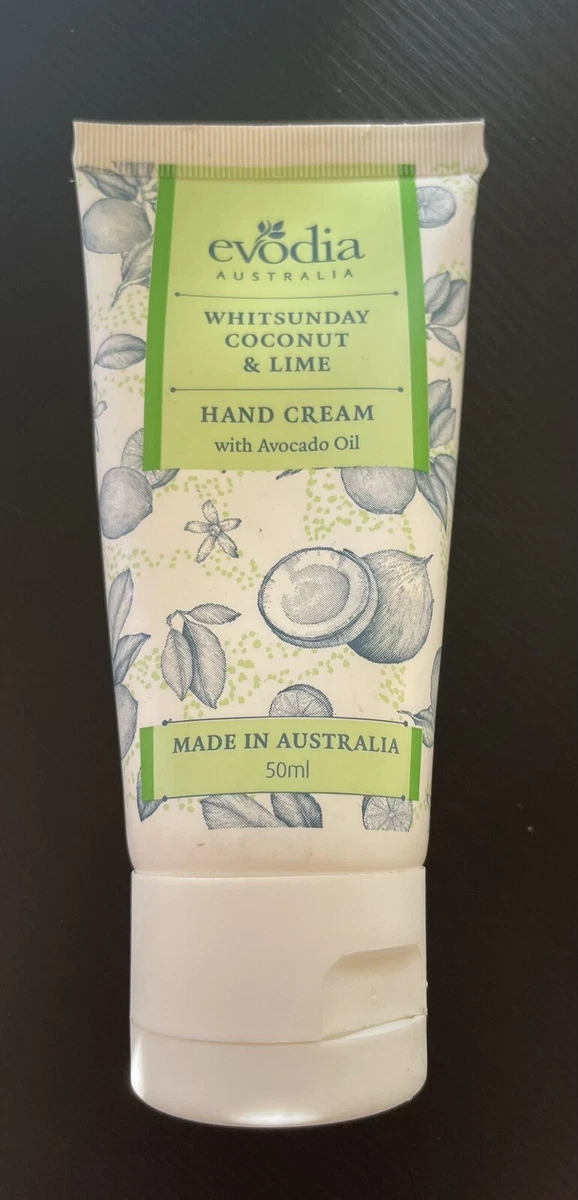 evodia
AUSTRALIA
WHITSUNDAY
COCONUT
& LIME
HAND CREAM
with Avocado Oil
MADE IN AUSTRALIA
50ml